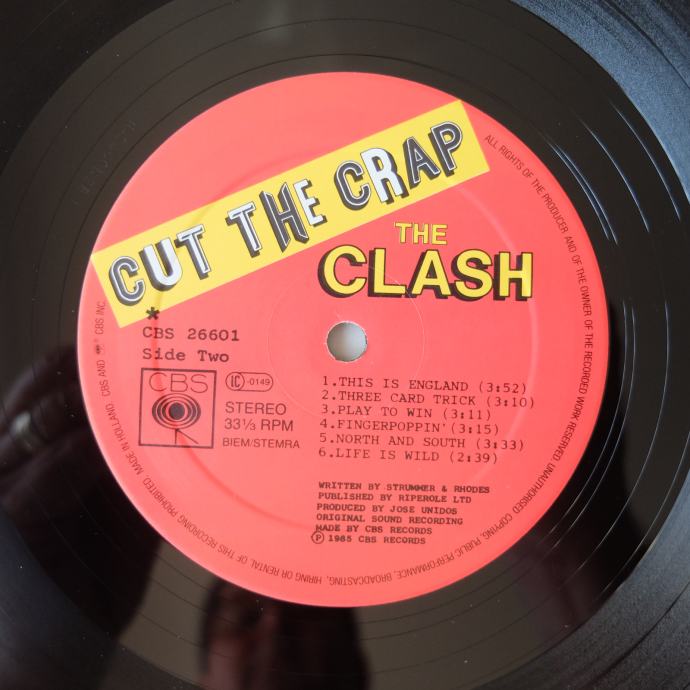 CUT THE CRAP
THE
CLASH
*
CBS 26601
Side Two
CBS
LC-0149
STEREO
33⅓ RPM
BIEM/STEMRA
1.THIS IS ENGLAND (3:52)
2.THREE CARD TRICK (3:10)
3.PLAY TO WIN (3:11)
4.FINGERPOPPIN'(3:15)
5.NORTH AND SOUTH (3:33)
6.LIFE IS WILD (2:39)
WRITTEN BY STRUMMER & RHODES
PUBLISHED BY RIPEROLE LTD
PRODUCED BY JOSE UNIDOS
ORIGINAL SOUND RECORDING
MADE BY CBS RECORDS
℗ 1985 CBS RECORDS
ALL RIGHTS OF THE PRODUCER AND OF THE OWNER OF THE RECORDED WORK RESERVED. UNAUTHORISED COPYING, PUBLIC PERFORMANCE, BROADCASTING, HIRING OR RENTAL OF THIS RECORDING PROHIBITED. MADE IN HOLLAND. CBS AND ARE CBS INC.